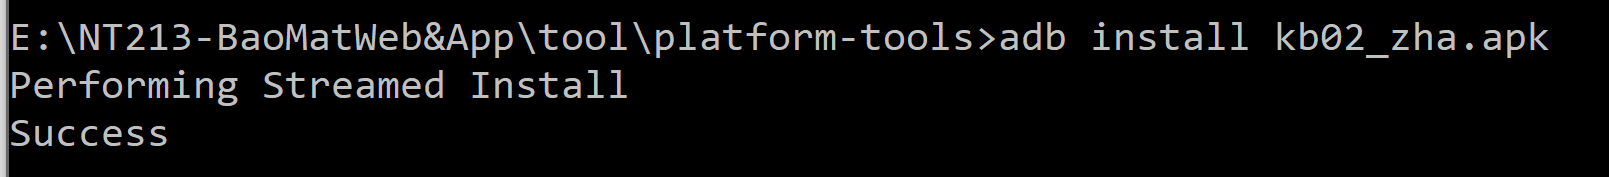 E:\NT213-BaoMatWeb&App\tool\platform-tools>adb install kb02_zha.apk
Performing Streamed Install
Success